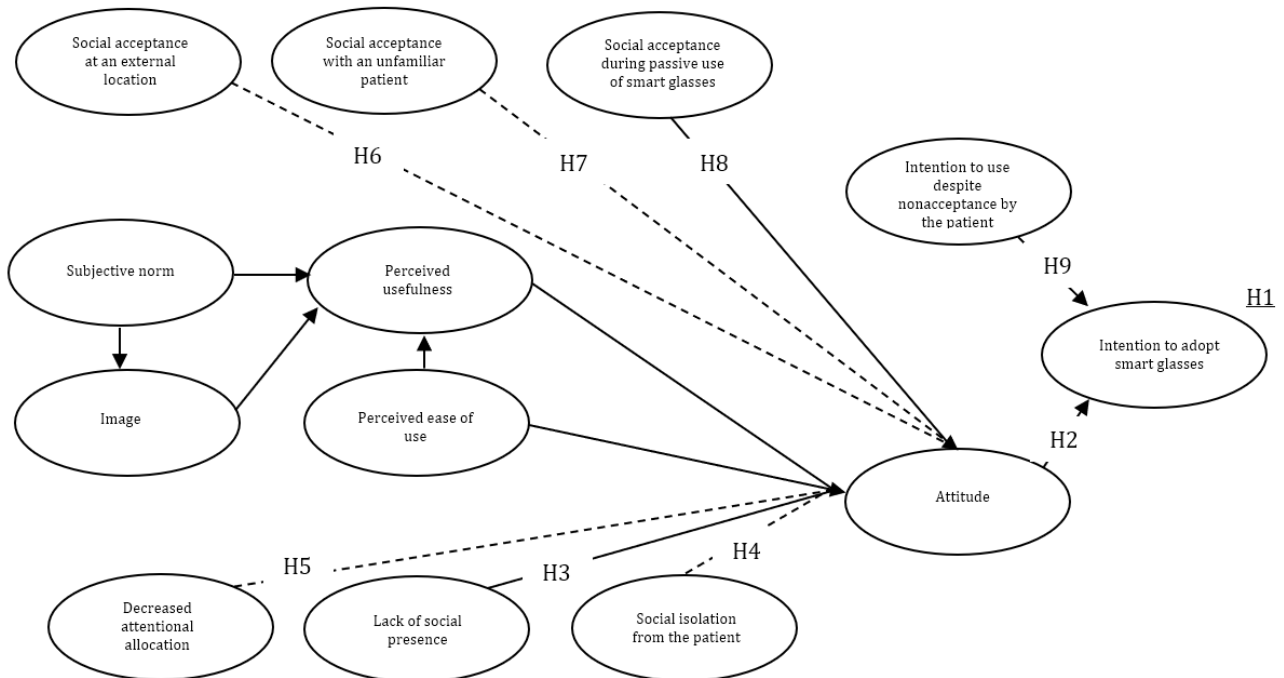 Social acceptance
at an external
location
Social acceptance
with an unfamiliar
patient
Social acceptance
during passive use
of smart glasses
H6
H7
H8
Intention to use
despite
nonacceptance by
the patient
Subjective norm
Perceived
usefulness
H9
H1
Intention to adopt
smart glasses
Image
Perceived ease of
use
H2
Attitude
H5
H3
H4
Decreased
attentional
allocation
Lack of social
presence
Social isolation
from the patient